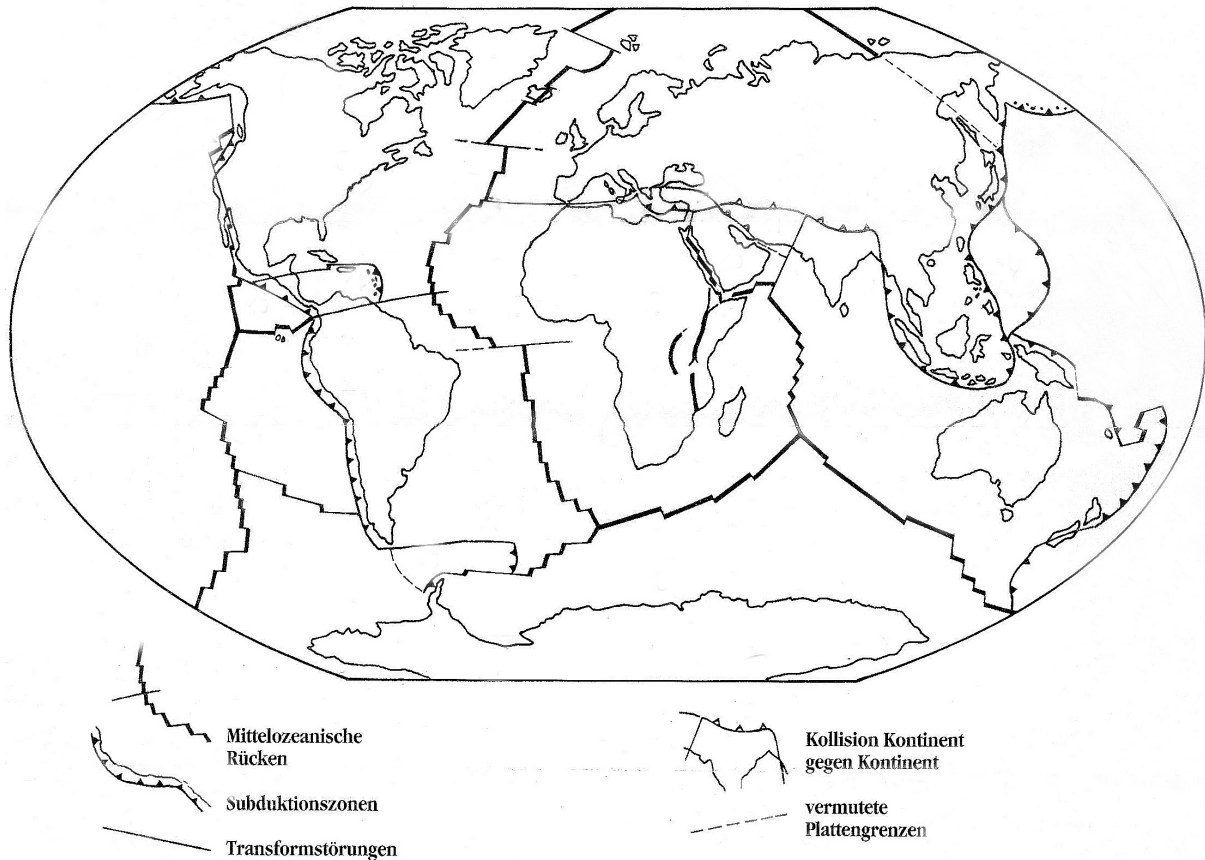 Mittelozeanische
Rücken
Subduktionszonen
Transformstörungen
Kollision Kontinent
gegen Kontinent
vermutete
Plattengrenzen